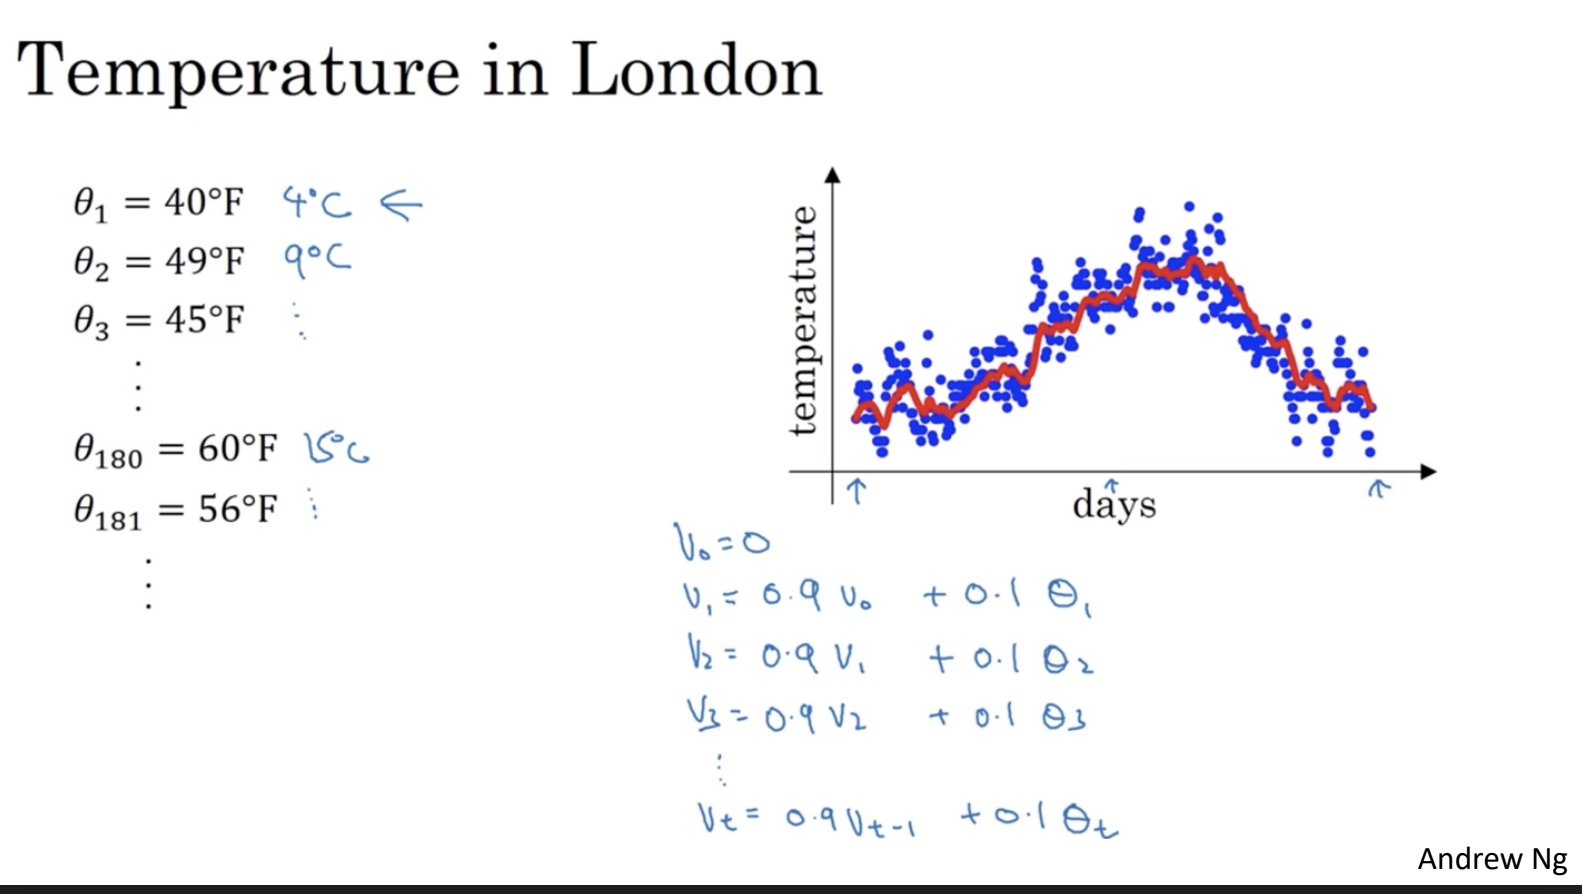 Temperature in London
θ₁ = 40°F 4°C ←
θ₂ = 49°F 9°C
θ₃ = 45°F ⋮
⋮
θ₁₈₀ = 60°F 15°C
θ₁₈₁ = 56°F ⋮
⋮
temperature
days
V₀ = 0
V₁ = 0.9 V₀ + 0.1 θ₁
V₂ = 0.9 V₁ + 0.1 θ₂
V₃ = 0.9 V₂ + 0.1 θ₃
⋮
Vₜ = 0.9 Vₜ₋₁ + 0.1 θₜ
Andrew Ng